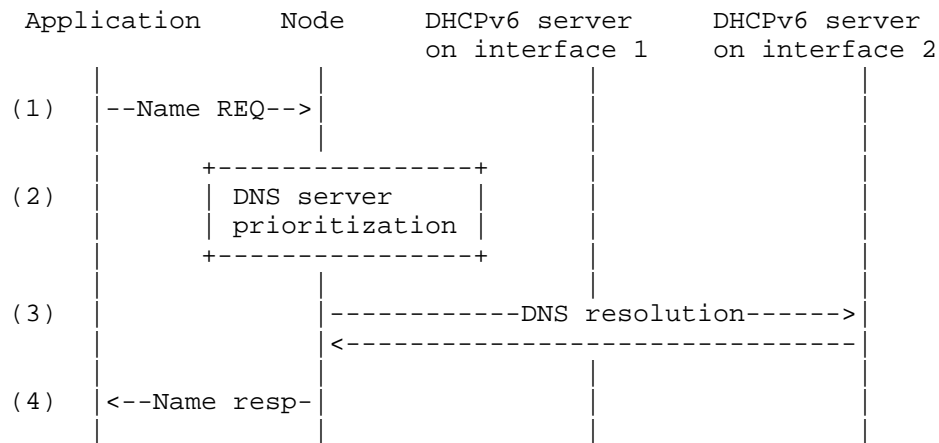 Application Node DHCPv6 server DHCPv6 server
on interface 1 on interface 2
(1) --Name REQ-->
(2) DNS server
prioritization
(3) ------------DNS resolution------>
<--------------------------------
(4) <--Name resp-